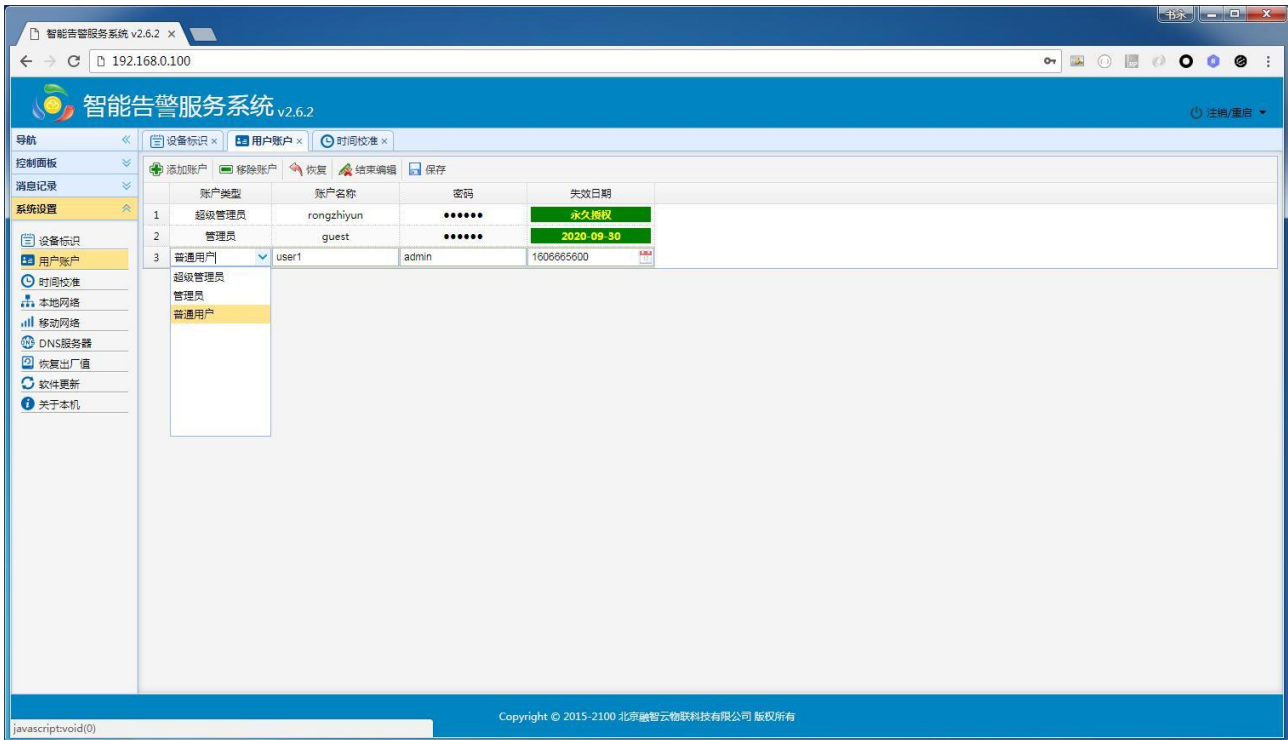 书永
智能告警服务系统 v2.6.2 ×
192.168.0.100
智能告警服务系统 v2.6.2
注销/重启
导航
设备标识 × 用户账户 × 时间校准 ×
控制面板
添加账户 移除账户 恢复 结束编辑 保存
消息记录
账户类型 账户名称 密码 失效日期
系统设置
1 超级管理员 rongzhiyun ●●●●●● 永久授权
2 管理员 guest ●●●●●● 2020-09-30
3 普通用户 user1 admin 1606665600
超级管理员
管理员
普通用户
设备标识
用户账户
时间校准
本地网络
移动网络
DNS服务器
恢复出厂值
软件更新
关于本机
Copyright © 2015-2100 北京融智云物联科技有限公司 版权所有
javascript:void(0)